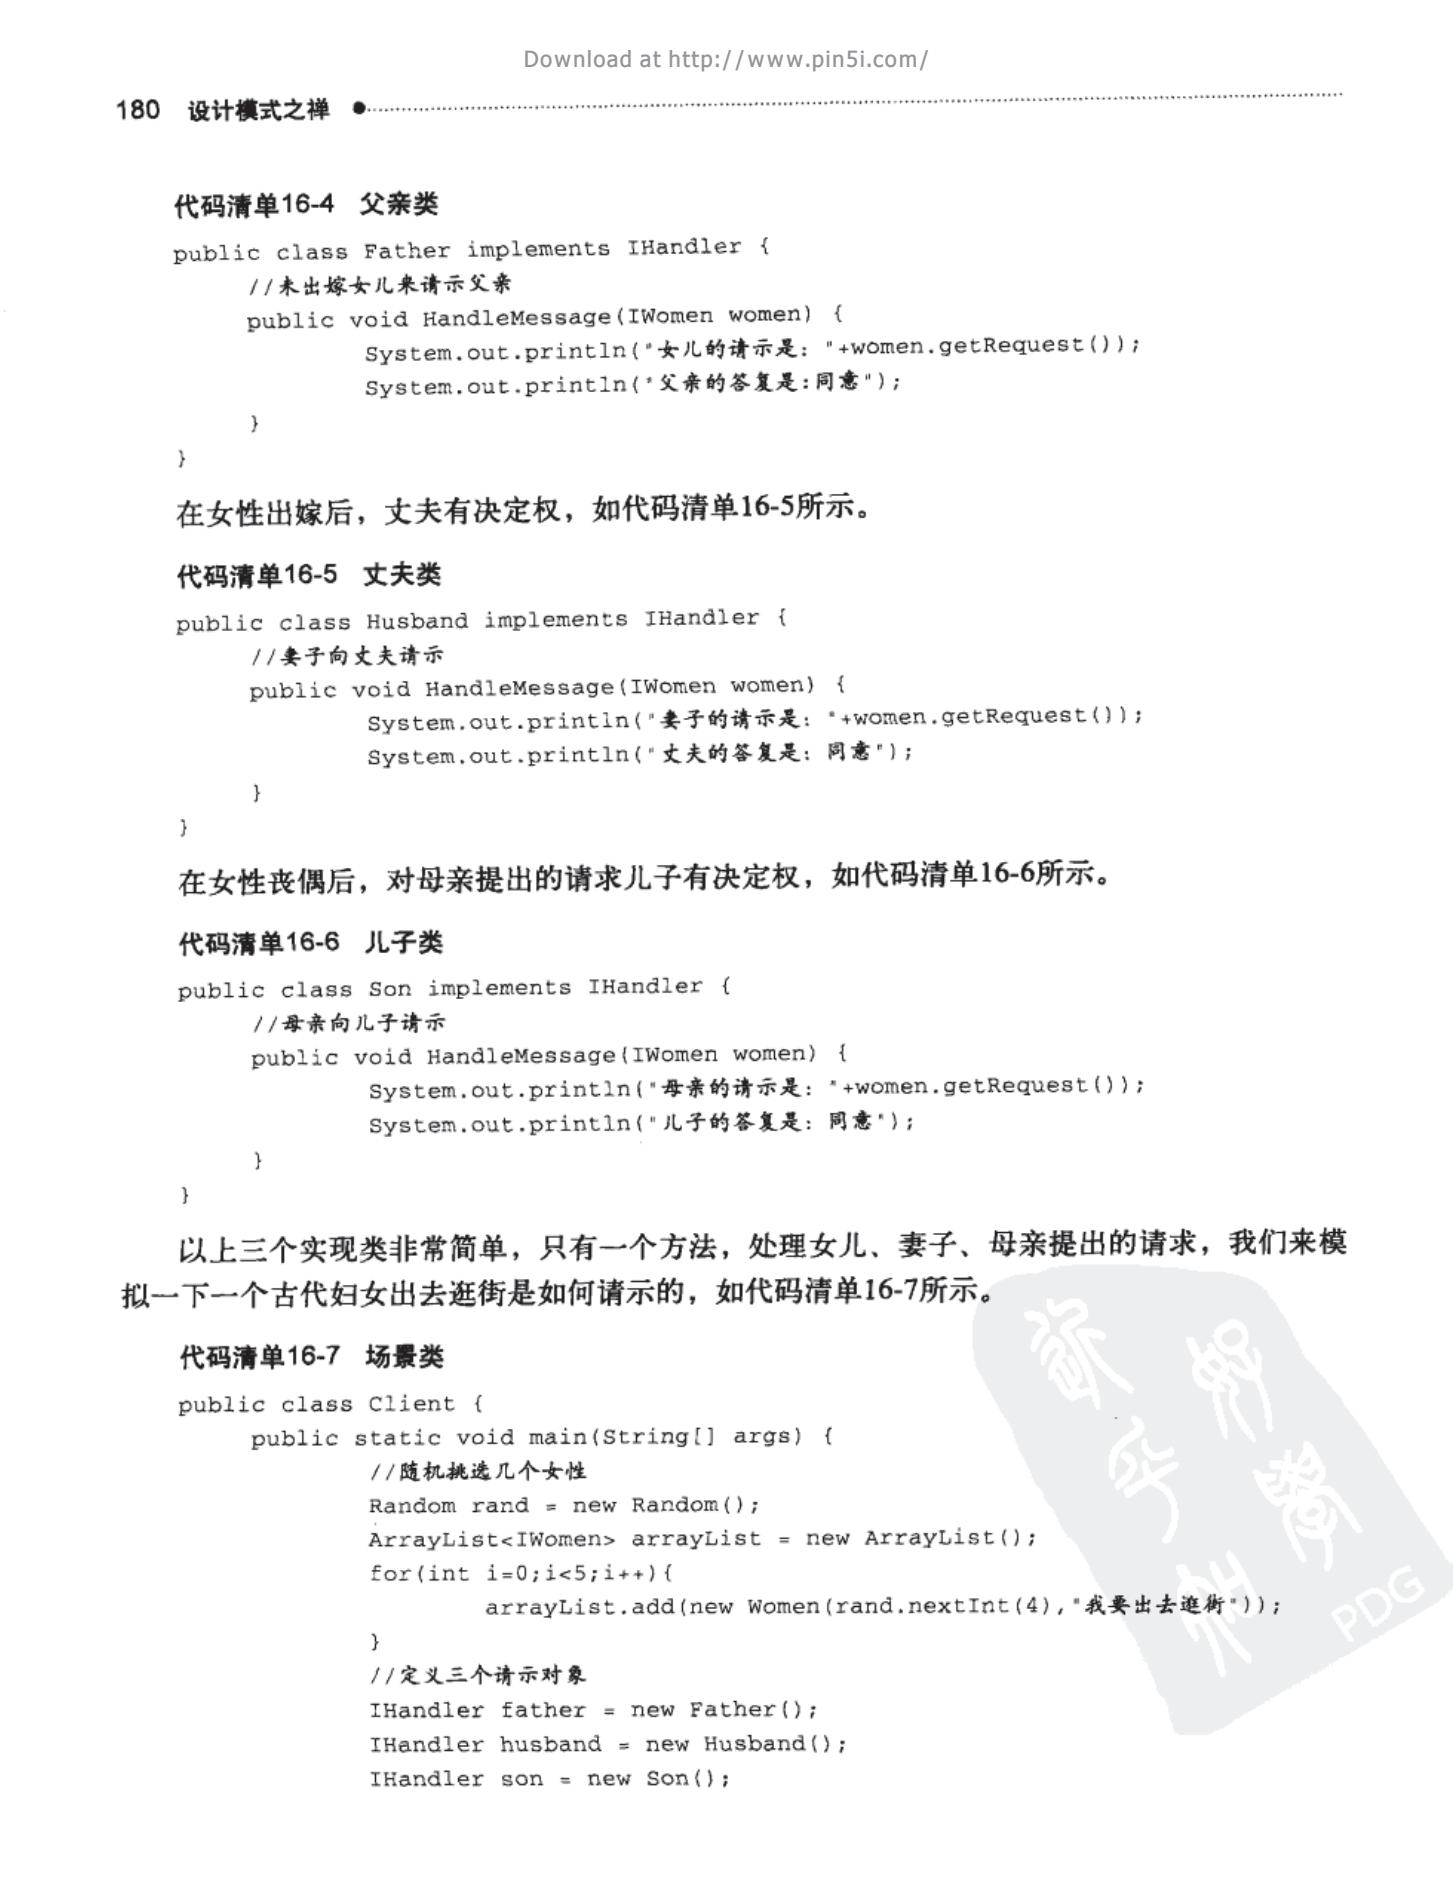 Download at http://www.pin5i.com/
180 设计模式之禅
代码清单16-4 父亲类
public class Father implements IHandler {
//未出嫁女儿来请示父亲
public void HandleMessage(IWomen women) {
System.out.println("女儿的请示是："+women.getRequest());
System.out.println("父亲的答复是:同意");
}
}
在女性出嫁后，丈夫有决定权，如代码清单16-5所示。
代码清单16-5 丈夫类
public class Husband implements IHandler {
//妻子向丈夫请示
public void HandleMessage(IWomen women) {
System.out.println("妻子的请示是："+women.getRequest());
System.out.println("丈夫的答复是：同意");
}
}
在女性丧偶后，对母亲提出的请求儿子有决定权，如代码清单16-6所示。
代码清单16-6 儿子类
public class Son implements IHandler {
//母亲向儿子请示
public void HandleMessage(IWomen women) {
System.out.println("母亲的请示是："+women.getRequest());
System.out.println("儿子的答复是：同意");
}
}
以上三个实现类非常简单，只有一个方法，处理女儿、妻子、母亲提出的请求，我们来模
拟一下一个古代妇女出去逛街是如何请示的，如代码清单16-7所示。
代码清单16-7 场景类
public class Client {
public static void main(String[] args) {
//随机挑选几个女性
Random rand = new Random();
ArrayList<IWomen> arrayList = new ArrayList();
for(int i=0;i<5;i++){
arrayList.add(new Women(rand.nextInt(4),"我要出去逛街"));
}
//定义三个请示对象
IHandler father = new Father();
IHandler husband = new Husband();
IHandler son = new Son();
PDG